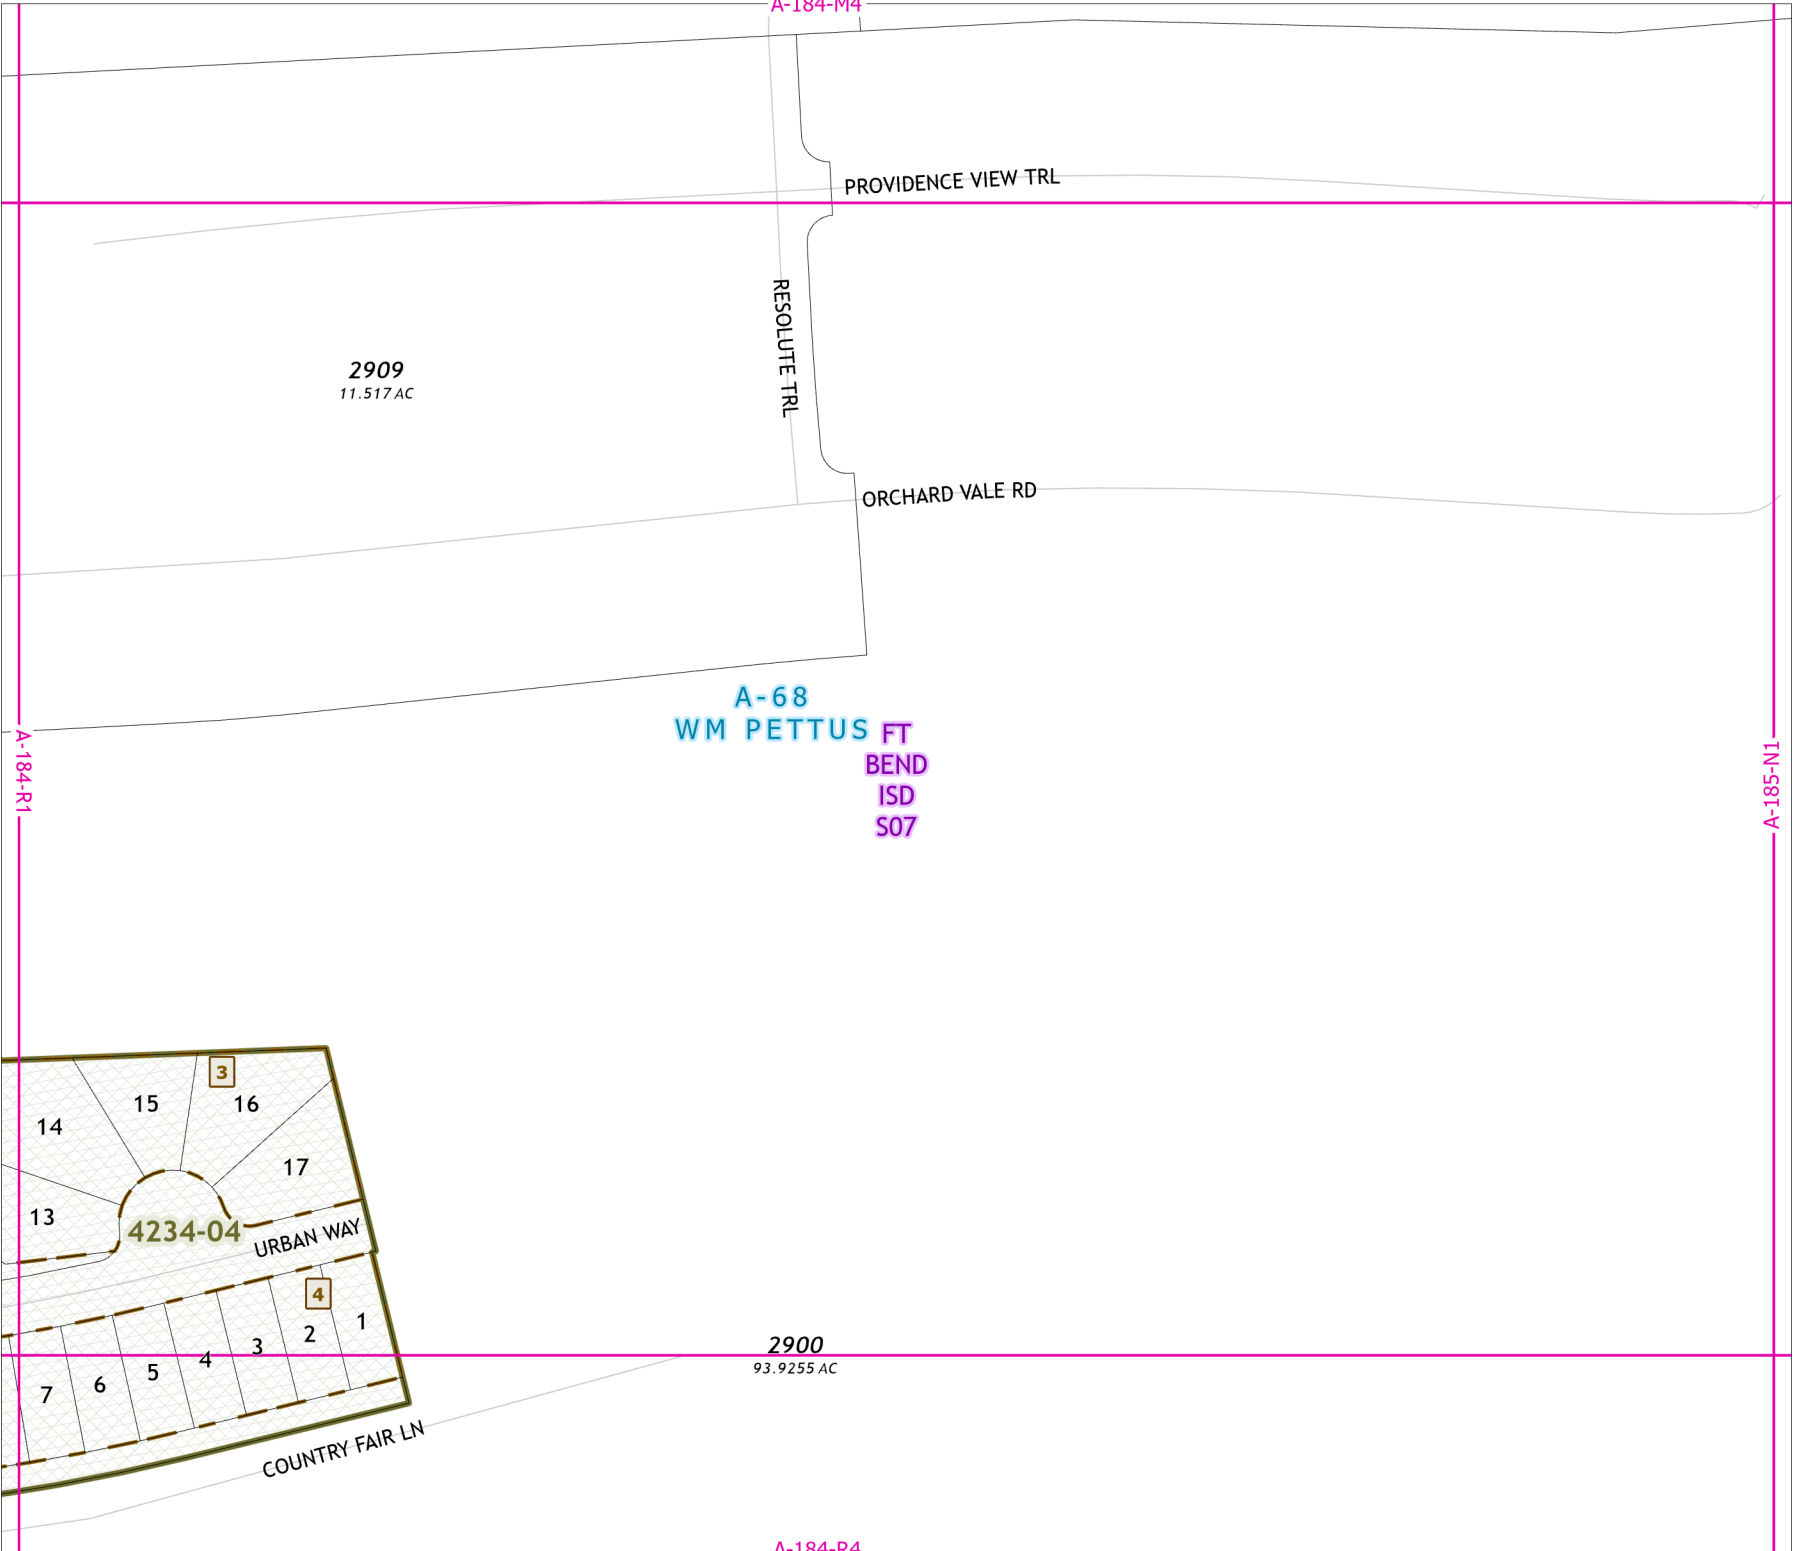 A-184-M4
PROVIDENCE VIEW TRL
RESOLUTE TRL
2909
11.517 AC
ORCHARD VALE RD
A-68
WM PETTUS
FT
BEND
ISD
S07
A-184-R1
A-185-N1
3
15
16
14
17
13
4234-04
URBAN WAY
4
1
2
3
4
5
6
7
2900
93.9255 AC
COUNTRY FAIR LN
A-184-R4